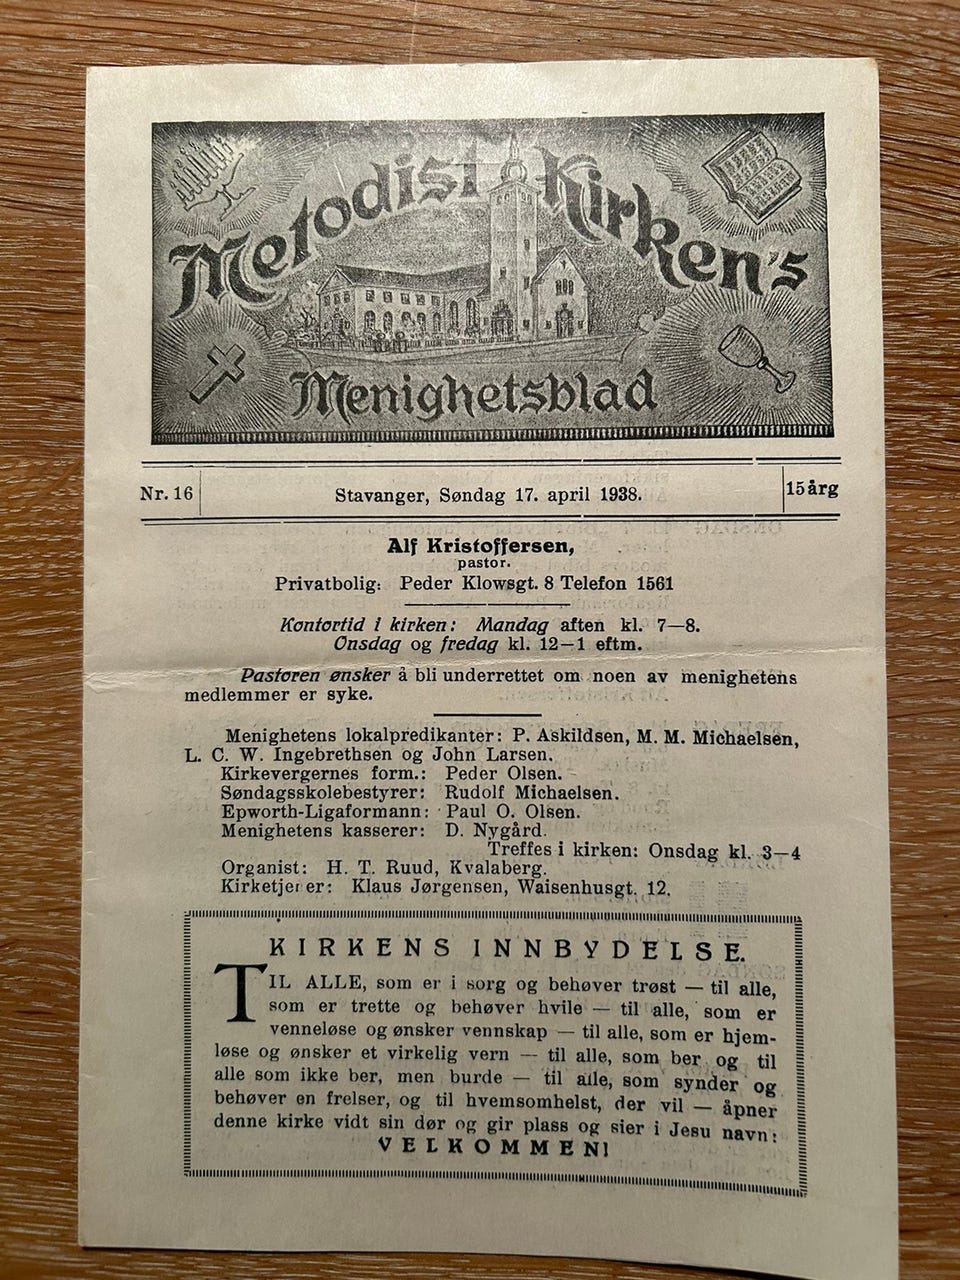 Metodist Kirken's
Menighetsblad
Nr. 16
Stavanger, Søndag 17. april 1938.
15 årg
Alf Kristoffersen,
pastor.
Privatbolig: Peder Klowsgt. 8 Telefon 1561
Kontortid i kirken: Mandag aften kl. 7—8.
Onsdag og fredag kl. 12—1 eftm.
Pastoren ønsker å bli underrettet om noen av menighetens
medlemmer er syke.
Menighetens lokalpredikanter: P. Askildsen, M. M. Michaelsen,
L. C. W. Ingebrethsen og John Larsen.
Kirkevergernes form.: Peder Olsen.
Søndagsskolebestyrer: Rudolf Michaelsen.
Epworth-Ligaformann: Paul O. Olsen.
Menighetens kasserer: D. Nygård.
Treffes i kirken: Onsdag kl. 3—4
Organist: H. T. Ruud, Kvalaberg.
Kirketjener: Klaus Jørgensen, Waisenhusgt. 12.
KIRKENS INNBYDELSE.
TIL ALLE, som er i sorg og behøver trøst — til alle,
som er trette og behøver hvile — til alle, som er
venneløse og ønsker vennskap — til alle, som er hjem-
løse og ønsker et virkelig vern — til alle, som ber og til
alle som ikke ber, men burde — til alle, som synder og
behøver en frelser, og til hvemsomhelst, der vil — åpner
denne kirke vidt sin dør og gir plass og sier i Jesu navn:
VELKOMMEN!